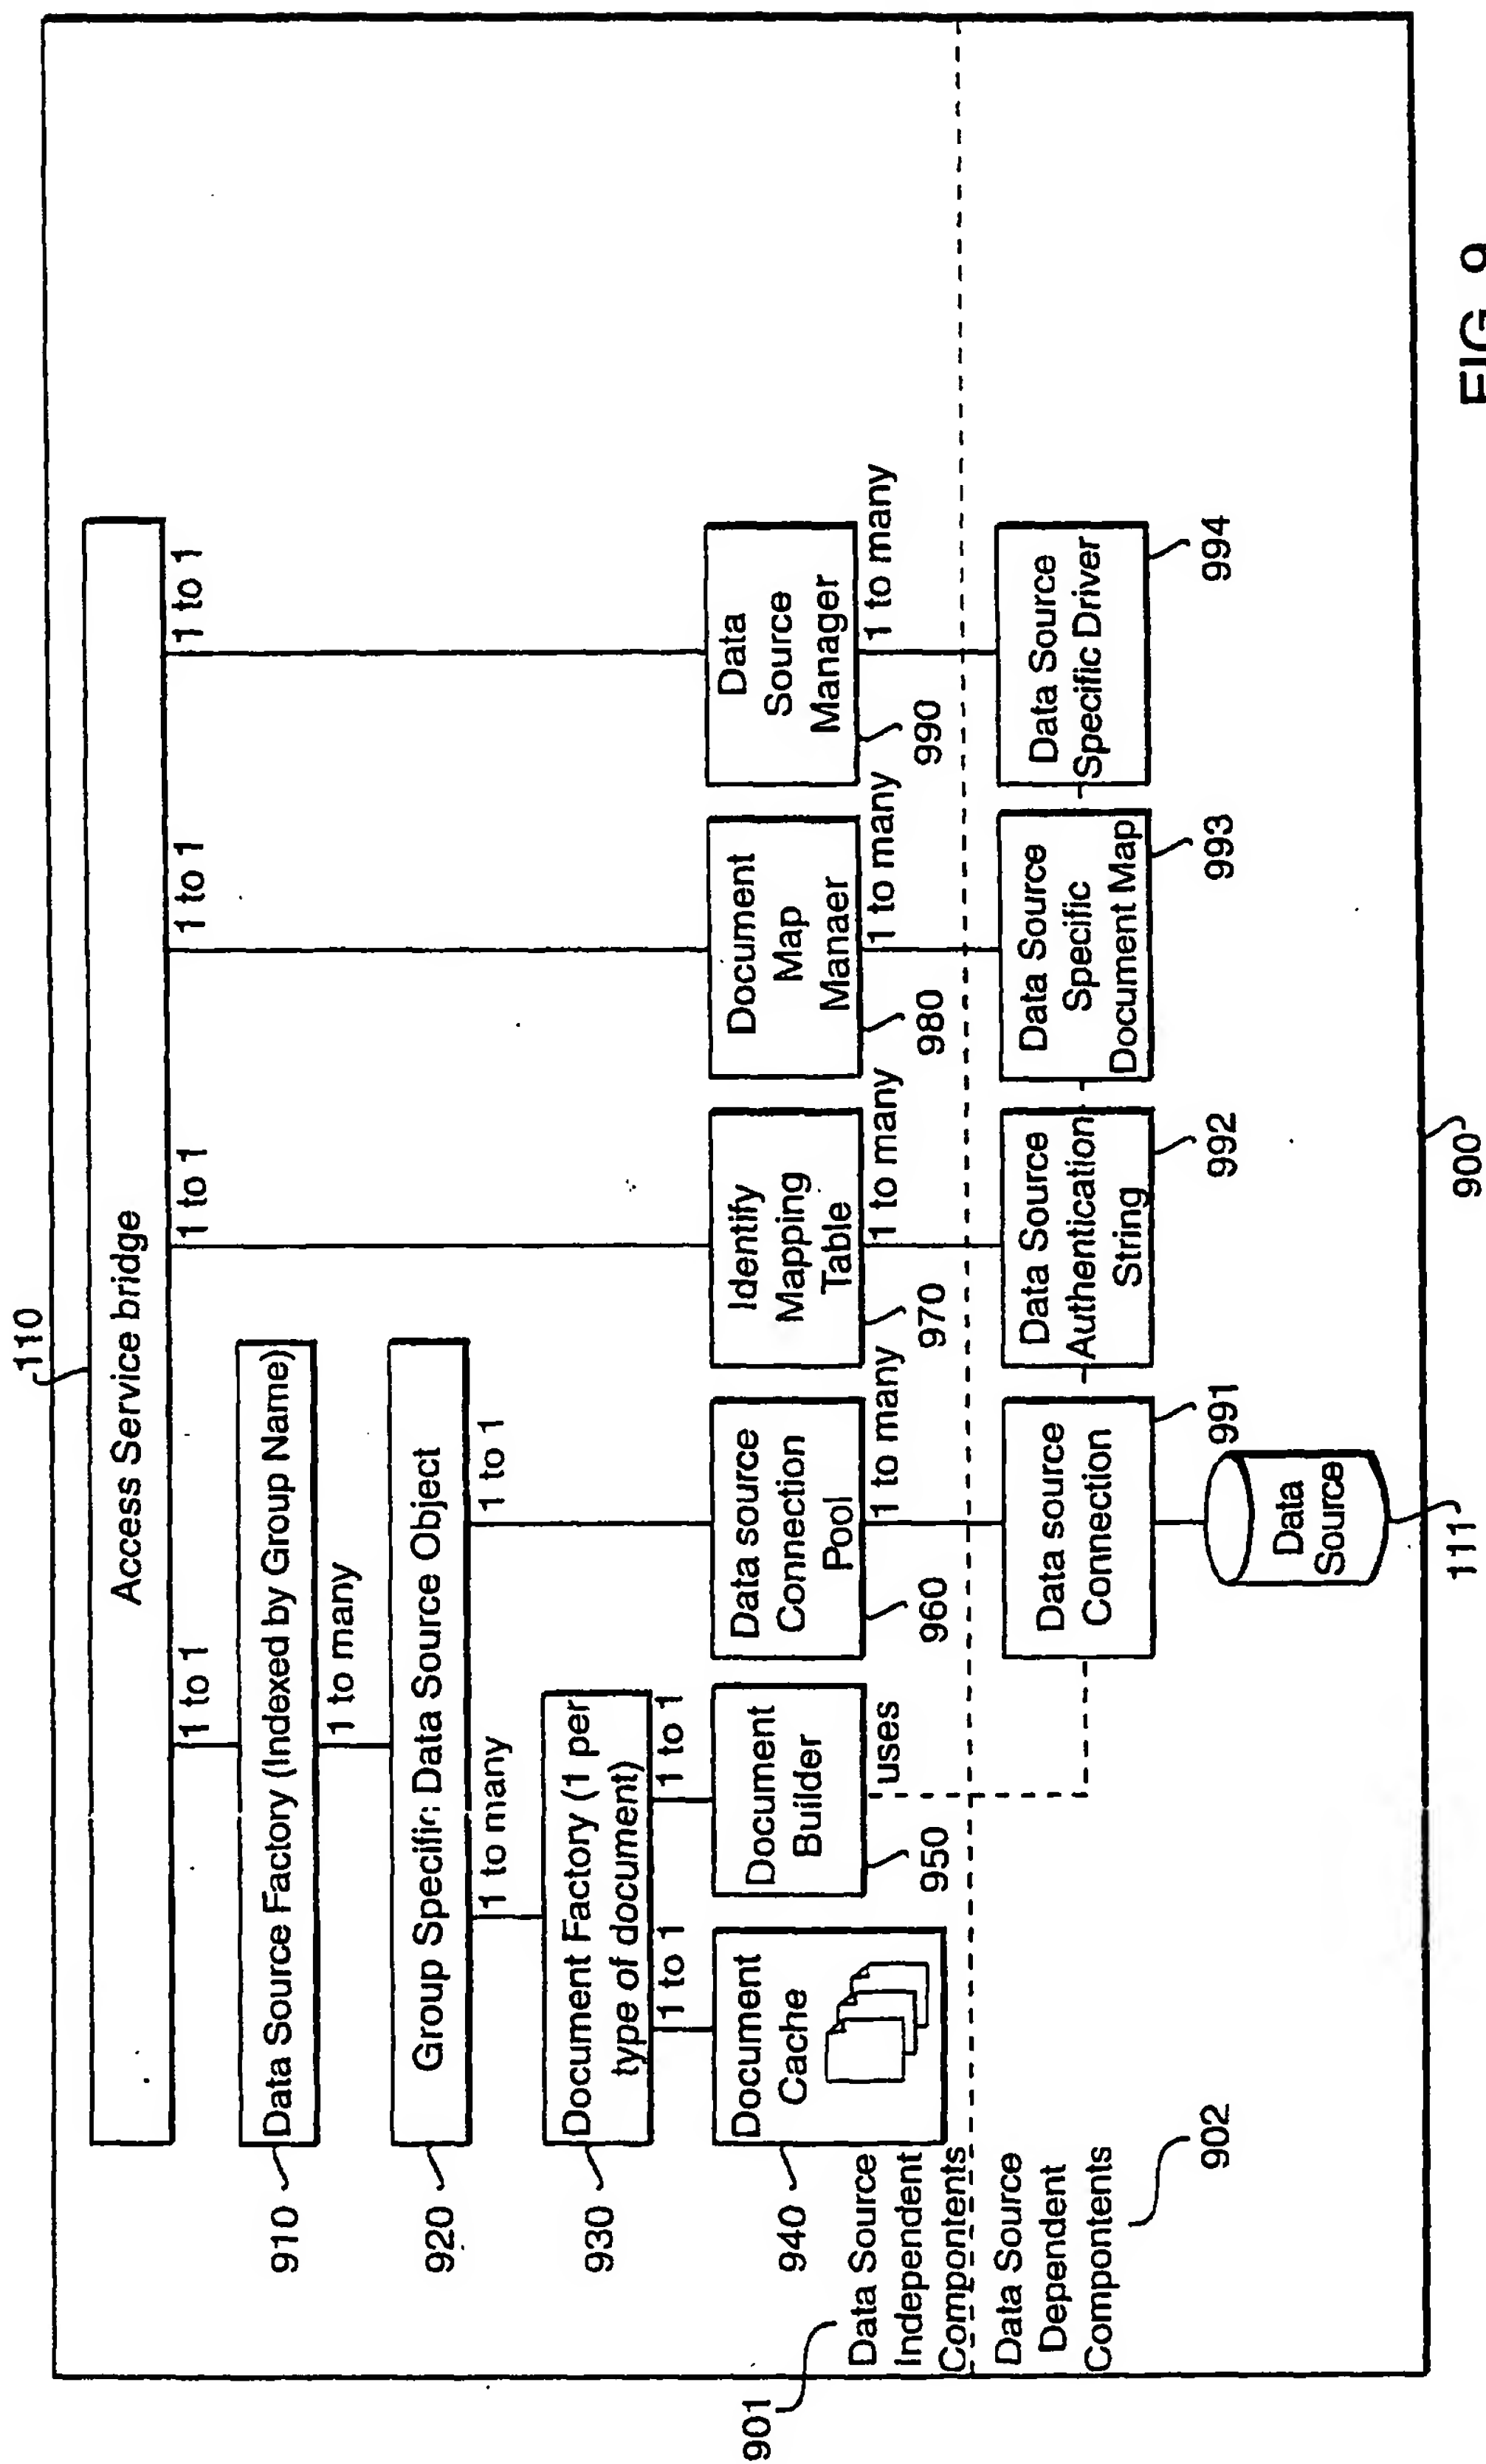 110
Access Service bridge
1 to 1
1 to 1
1 to 1
1 to 1
910
Data Source Factory (Indexed by Group Name)
1 to many
920
Group Specific Data Source Object
1 to many
1 to 1
930
Document Factory (1 per
type of document)
1 to 1
1 to 1
940
Document
Cache
Document
Builder
950
uses
Data source
Connection
Pool
960
1 to many
Identify
Mapping
Table
970
1 to many
Document
Map
Manaer
980
1 to many
Data
Source
Manager
990
1 to many
901
Data Source
Independent
Compontents
Data Source
Dependent
Compontents
902
Data source
Connection
991
Data Source
Authentication
String
992
Data Source
Specific
Document Map
993
Data Source
Specific Driver
994
Data
Source
111
900
FIG. 9